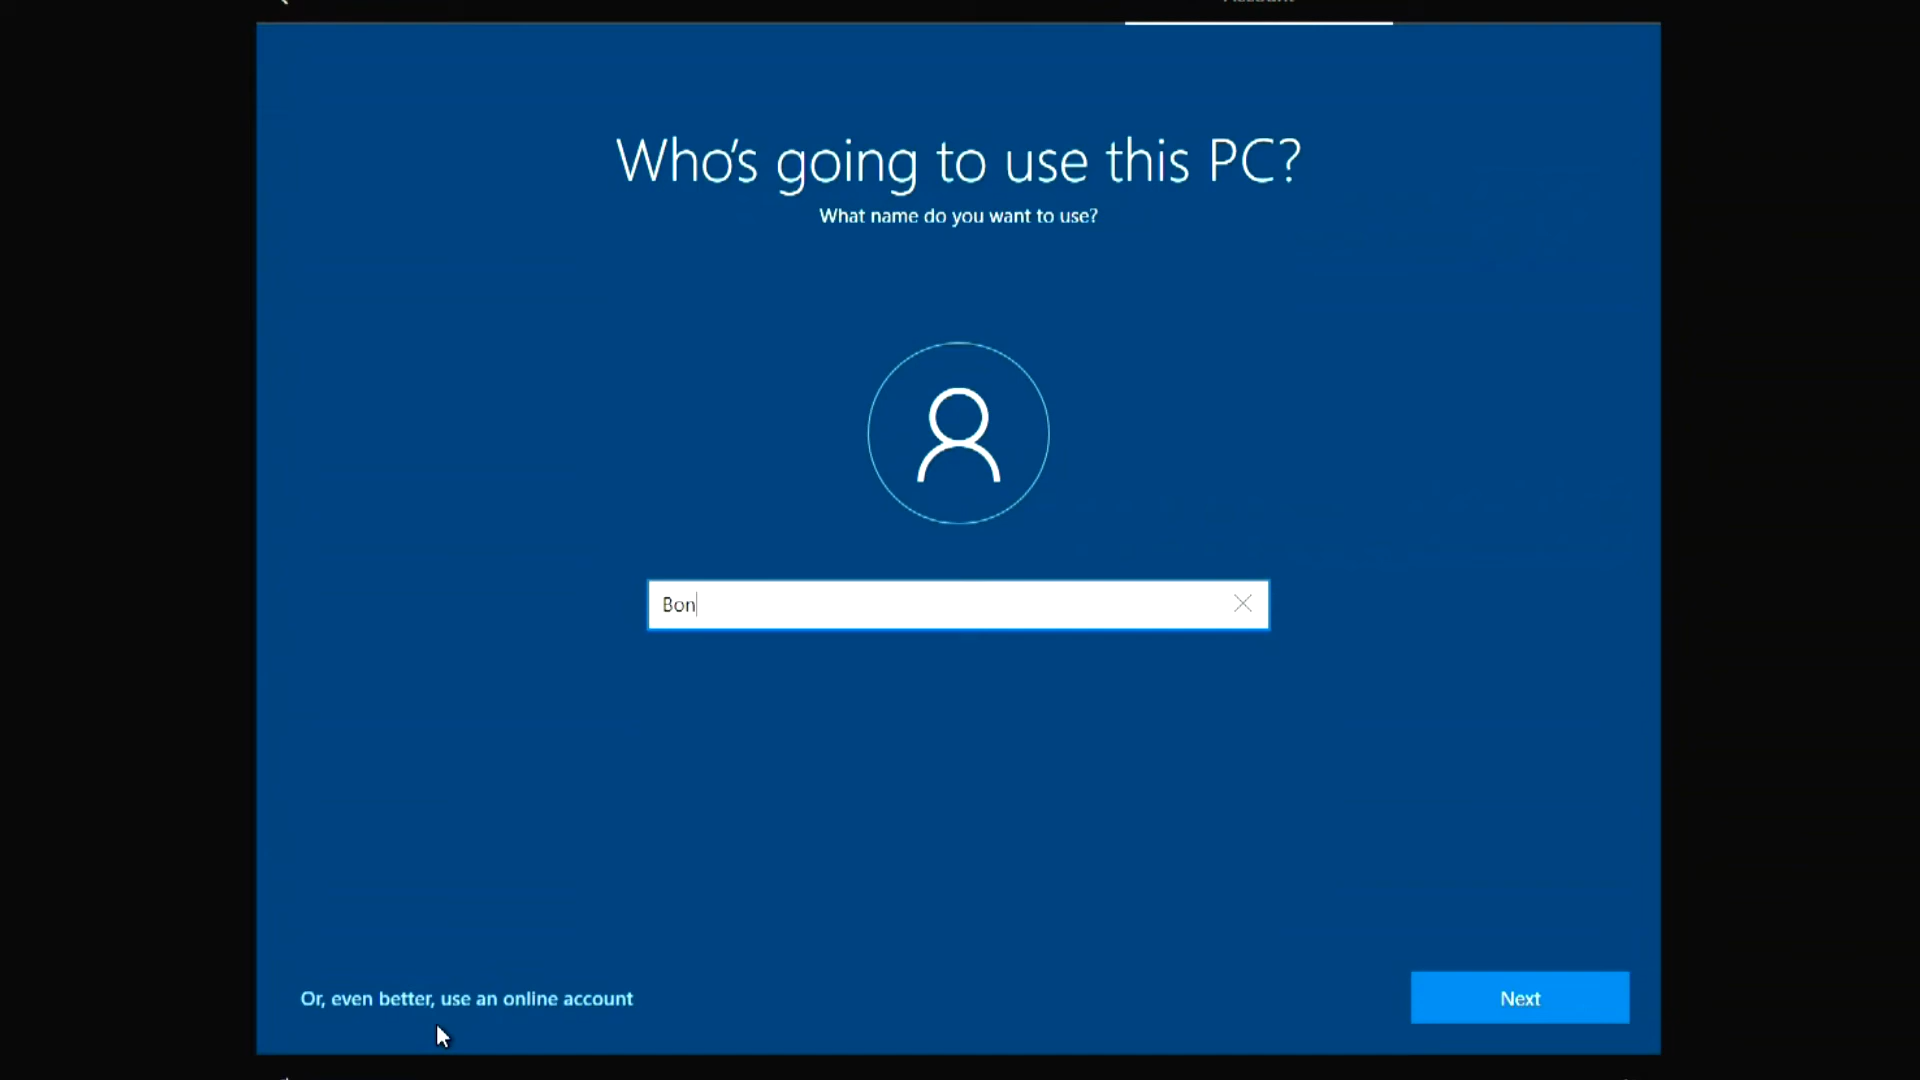 Who's going to use this PC?
What name do you want to use?
Bon
Or, even better, use an online account
Next